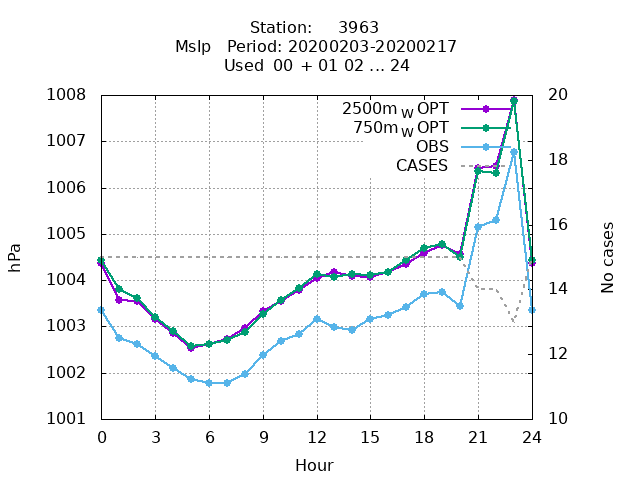 Station: 3963
Mslp Period: 20200203-20200217
Used 00 + 01 02 ... 24
1008 20
2500m W OPT
750m W OPT
OBS
CASES
1007
1006 18
1005 16
1004 14
1003
1002 12
1001 10
hPa
No cases
0 3 6 9 12 15 18 21 24
Hour